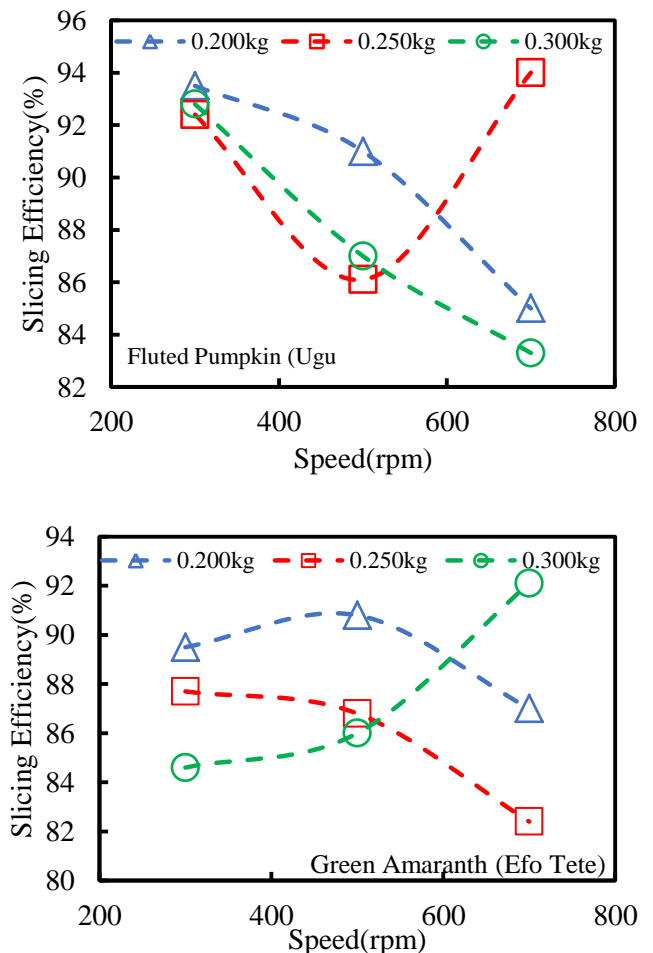 96
0.200kg 0.250kg 0.300kg
94
92
90
88
86
84
82
Slicing Efficiency(%)
Fluted Pumpkin (Ugu
200 400 600 800
Speed(rpm)
94
0.200kg 0.250kg 0.300kg
92
90
88
86
84
82
80
Slicing Efficiency(%)
Green Amaranth (Efo Tete)
200 400 600 800
Speed(rpm)